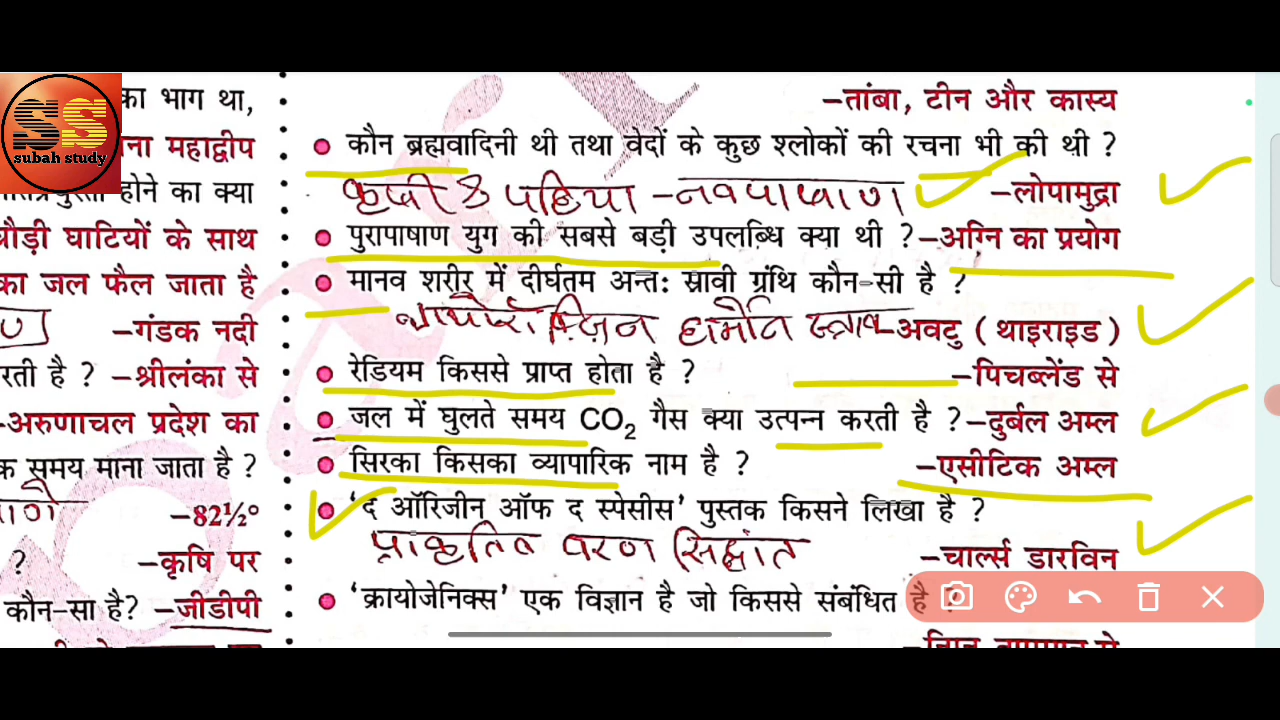 SS
subah study
का भाग था,
ना महाद्वीप
होने का क्या
चौड़ी घाटियों के साथ
का जल फैल जाता है
–गंडक नदी
रती है ? –श्रीलंका से
–अरुणाचल प्रदेश का
क समय माना जाता है ?
–82½°
?
–कृषि पर
कौन-सा है? –जीडीपी
–तांबा, टीन और कास्य
कौन ब्रह्मवादिनी थी तथा वेदों के कुछ श्लोकों की रचना भी की थी ?
पहिया – नवपाषाण
–लोपामुद्रा
पुरापाषाण युग की सबसे बड़ी उपलब्धि क्या थी ? –अग्नि का प्रयोग
मानव शरीर में दीर्घतम अन्तः स्रावी ग्रंथि कौन-सी है ?
–अवटु ( थाइराइड )
रेडियम किससे प्राप्त होता है ?
–पिचब्लेंड से
जल में घुलते समय CO₂ गैस क्या उत्पन्न करती है ? –दुर्बल अम्ल
सिरका किसका व्यापारिक नाम है ?
–एसीटिक अम्ल
'द ऑरिजीन ऑफ द स्पेसीस' पुस्तक किसने लिखा है ?
प्राकृतिव वरण सिद्धांत
–चार्ल्स डारविन
'क्रायोजेनिक्स' एक विज्ञान है जो किससे संबंधित है ?